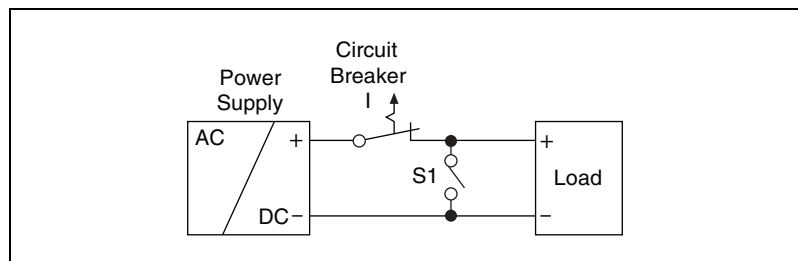 Circuit
Breaker
I
Power
Supply
AC
+
DC
−
S1
+
Load
−